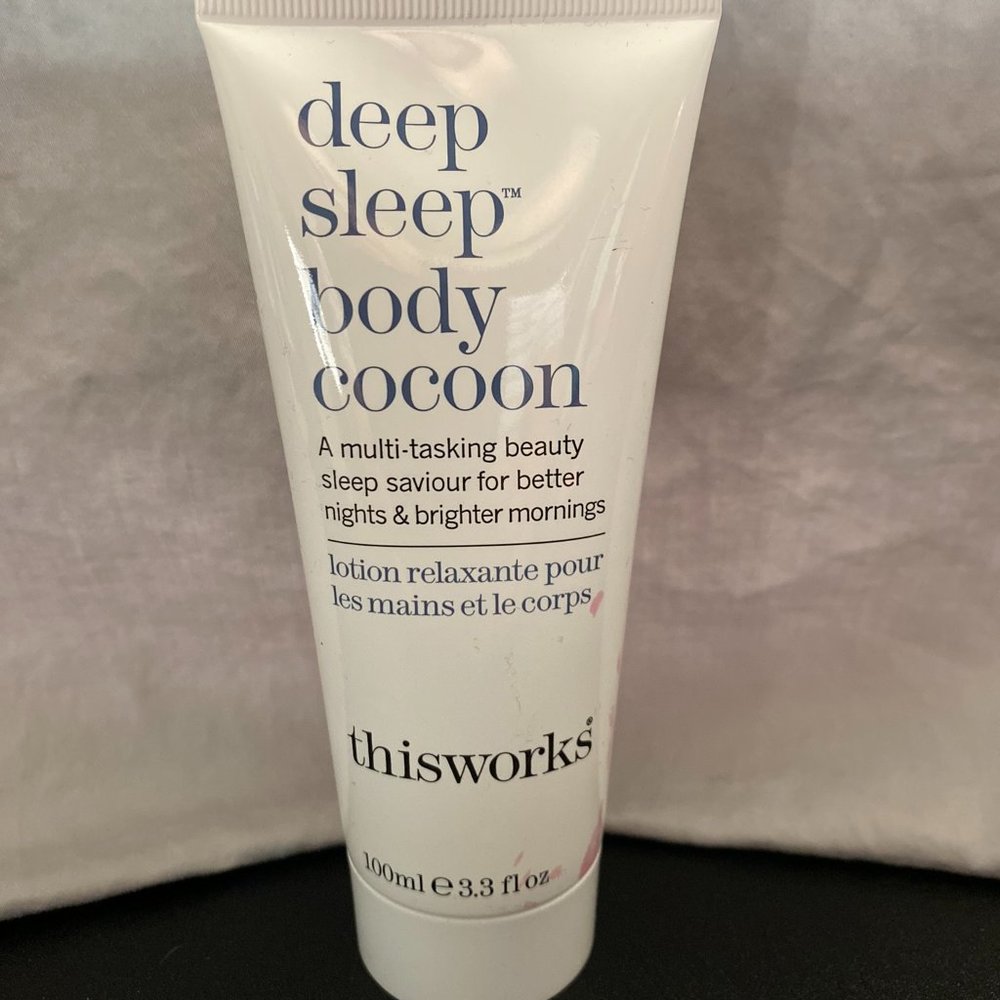 deep
sleep™
body
cocoon
A multi-tasking beauty
sleep saviour for better
nights & brighter mornings
lotion relaxante pour
les mains et le corps
thisworks®
100ml ℮ 3.3 fl oz